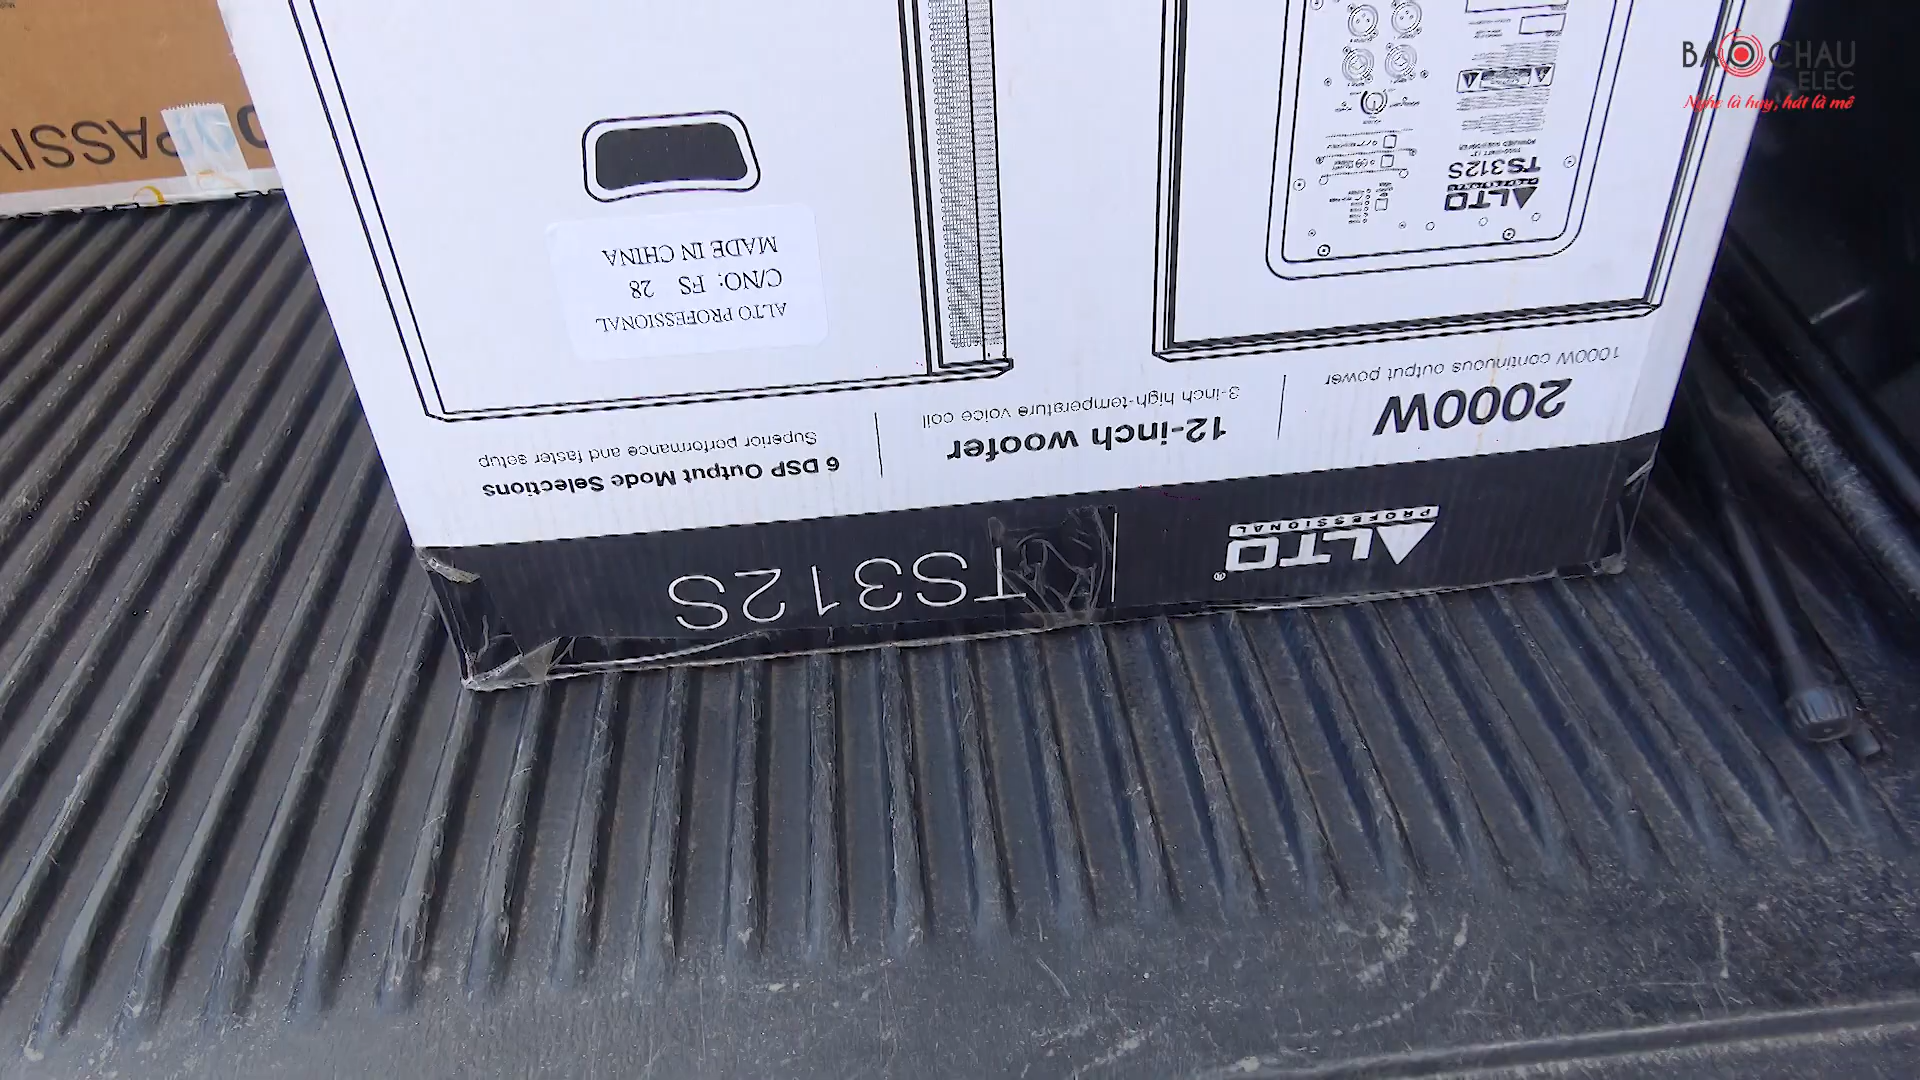 ALTO
PROFESSIONAL
TS312S
2000W
1000W continuous output power
12-inch woofer
3-inch high-temperature voice coil
6 DSP Output Mode Selections
Superior performance and faster setup
ALTO
PROFESSIONAL
TS312S
ALTO PROFESSIONAL
C/NO: FS 28
MADE IN CHINA
PASSIV
BAO CHAU
ELEC
Nghe là hay, hát là mê